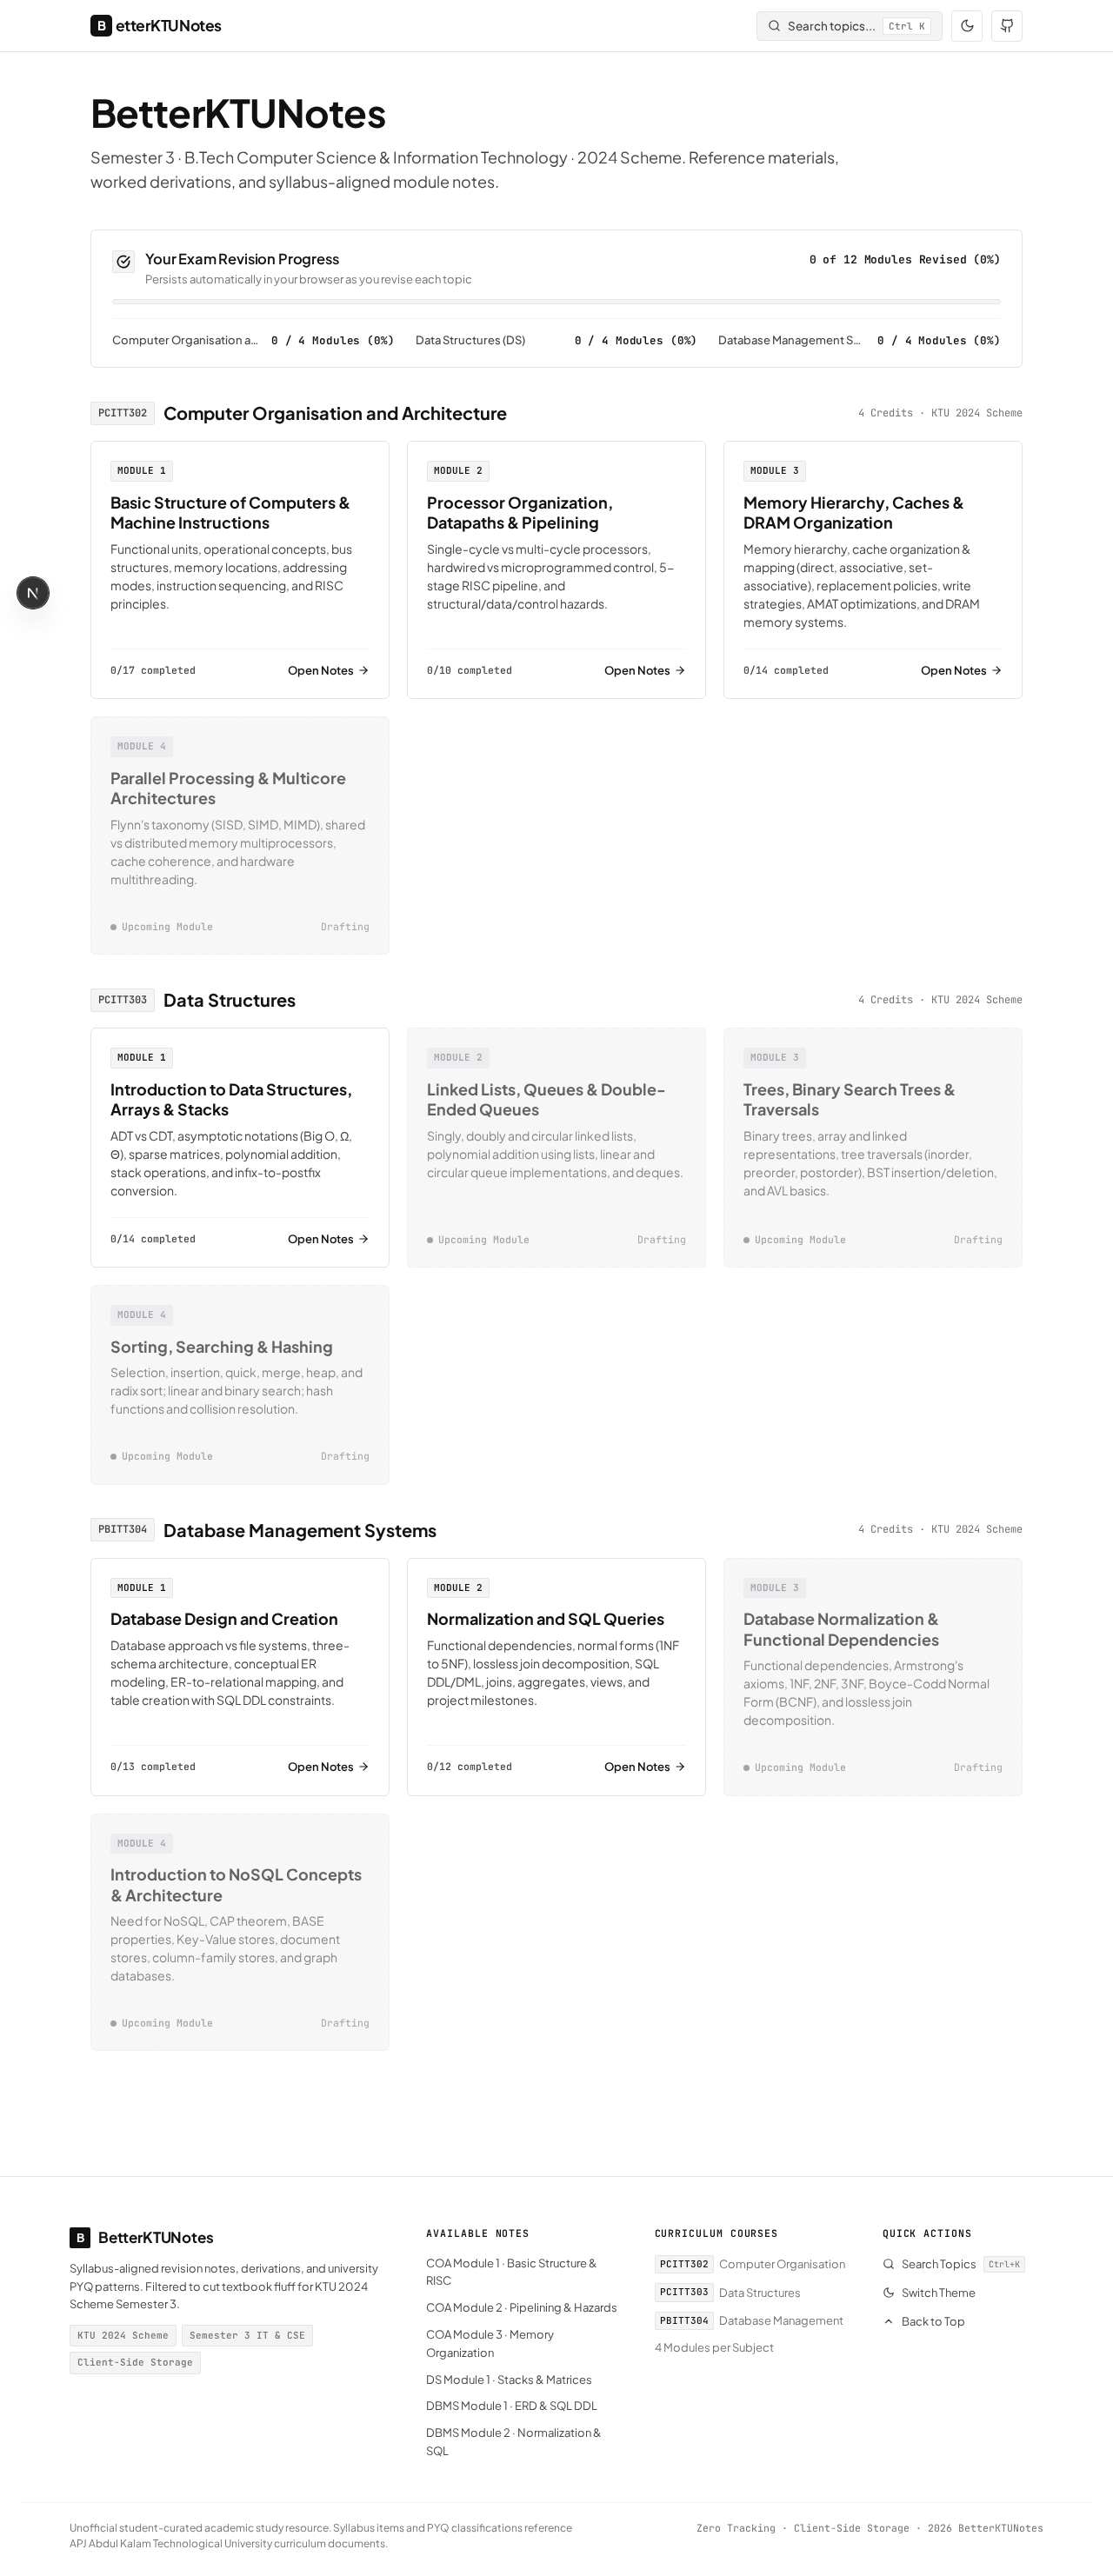 B etterKTUNotes
Search topics... Ctrl K
BetterKTUNotes
Semester 3 · B.Tech Computer Science & Information Technology · 2024 Scheme. Reference materials,
worked derivations, and syllabus-aligned module notes.
Your Exam Revision Progress
0 of 12 Modules Revised (0%)
Persists automatically in your browser as you revise each topic
Computer Organisation a... 0 / 4 Modules (0%)
Data Structures (DS) 0 / 4 Modules (0%)
Database Management S... 0 / 4 Modules (0%)
PCITT302 Computer Organisation and Architecture
4 Credits · KTU 2024 Scheme
MODULE 1
Basic Structure of Computers &
Machine Instructions
Functional units, operational concepts, bus
structures, memory locations, addressing
modes, instruction sequencing, and RISC
principles.
0/17 completed
Open Notes →
MODULE 2
Processor Organization,
Datapaths & Pipelining
Single-cycle vs multi-cycle processors,
hardwired vs microprogrammed control, 5–
stage RISC pipeline, and
structural/data/control hazards.
0/10 completed
Open Notes →
MODULE 3
Memory Hierarchy, Caches &
DRAM Organization
Memory hierarchy, cache organization &
mapping (direct, associative, set-
associative), replacement policies, write
strategies, AMAT optimizations, and DRAM
memory systems.
0/14 completed
Open Notes →
MODULE 4
Parallel Processing & Multicore
Architectures
Flynn's taxonomy (SISD, SIMD, MIMD), shared
vs distributed memory multiprocessors,
cache coherence, and hardware
multithreading.
Upcoming Module
Drafting
PCITT303 Data Structures
4 Credits · KTU 2024 Scheme
MODULE 1
Introduction to Data Structures,
Arrays & Stacks
ADT vs CDT, asymptotic notations (Big O, Ω,
Θ), sparse matrices, polynomial addition,
stack operations, and infix-to-postfix
conversion.
0/14 completed
Open Notes →
MODULE 2
Linked Lists, Queues & Double-
Ended Queues
Singly, doubly and circular linked lists,
polynomial addition using lists, linear and
circular queue implementations, and deques.
Upcoming Module
Drafting
MODULE 3
Trees, Binary Search Trees &
Traversals
Binary trees, array and linked
representations, tree traversals (inorder,
preorder, postorder), BST insertion/deletion,
and AVL basics.
Upcoming Module
Drafting
MODULE 4
Sorting, Searching & Hashing
Selection, insertion, quick, merge, heap, and
radix sort; linear and binary search; hash
functions and collision resolution.
Upcoming Module
Drafting
PBITT304 Database Management Systems
4 Credits · KTU 2024 Scheme
MODULE 1
Database Design and Creation
Database approach vs file systems, three-
schema architecture, conceptual ER
modeling, ER-to-relational mapping, and
table creation with SQL DDL constraints.
0/13 completed
Open Notes →
MODULE 2
Normalization and SQL Queries
Functional dependencies, normal forms (1NF
to 5NF), lossless join decomposition, SQL
DDL/DML, joins, aggregates, views, and
project milestones.
0/12 completed
Open Notes →
MODULE 3
Database Normalization &
Functional Dependencies
Functional dependencies, Armstrong's
axioms, 1NF, 2NF, 3NF, Boyce-Codd Normal
Form (BCNF), and lossless join
decomposition.
Upcoming Module
Drafting
MODULE 4
Introduction to NoSQL Concepts
& Architecture
Need for NoSQL, CAP theorem, BASE
properties, Key-Value stores, document
stores, column-family stores, and graph
databases.
Upcoming Module
Drafting
B BetterKTUNotes
Syllabus-aligned revision notes, derivations, and university
PYQ patterns. Filtered to cut textbook fluff for KTU 2024
Scheme Semester 3.
KTU 2024 Scheme
Semester 3 IT & CSE
Client-Side Storage
AVAILABLE NOTES
COA Module 1 · Basic Structure &
RISC
COA Module 2 · Pipelining & Hazards
COA Module 3 · Memory
Organization
DS Module 1 · Stacks & Matrices
DBMS Module 1 · ERD & SQL DDL
DBMS Module 2 · Normalization &
SQL
CURRICULUM COURSES
PCITT302 Computer Organisation
PCITT303 Data Structures
PBITT304 Database Management
4 Modules per Subject
QUICK ACTIONS
Search Topics Ctrl+K
Switch Theme
Back to Top
Unofficial student-curated academic study resource. Syllabus items and PYQ classifications reference
APJ Abdul Kalam Technological University curriculum documents.
Zero Tracking · Client-Side Storage · 2026 BetterKTUNotes